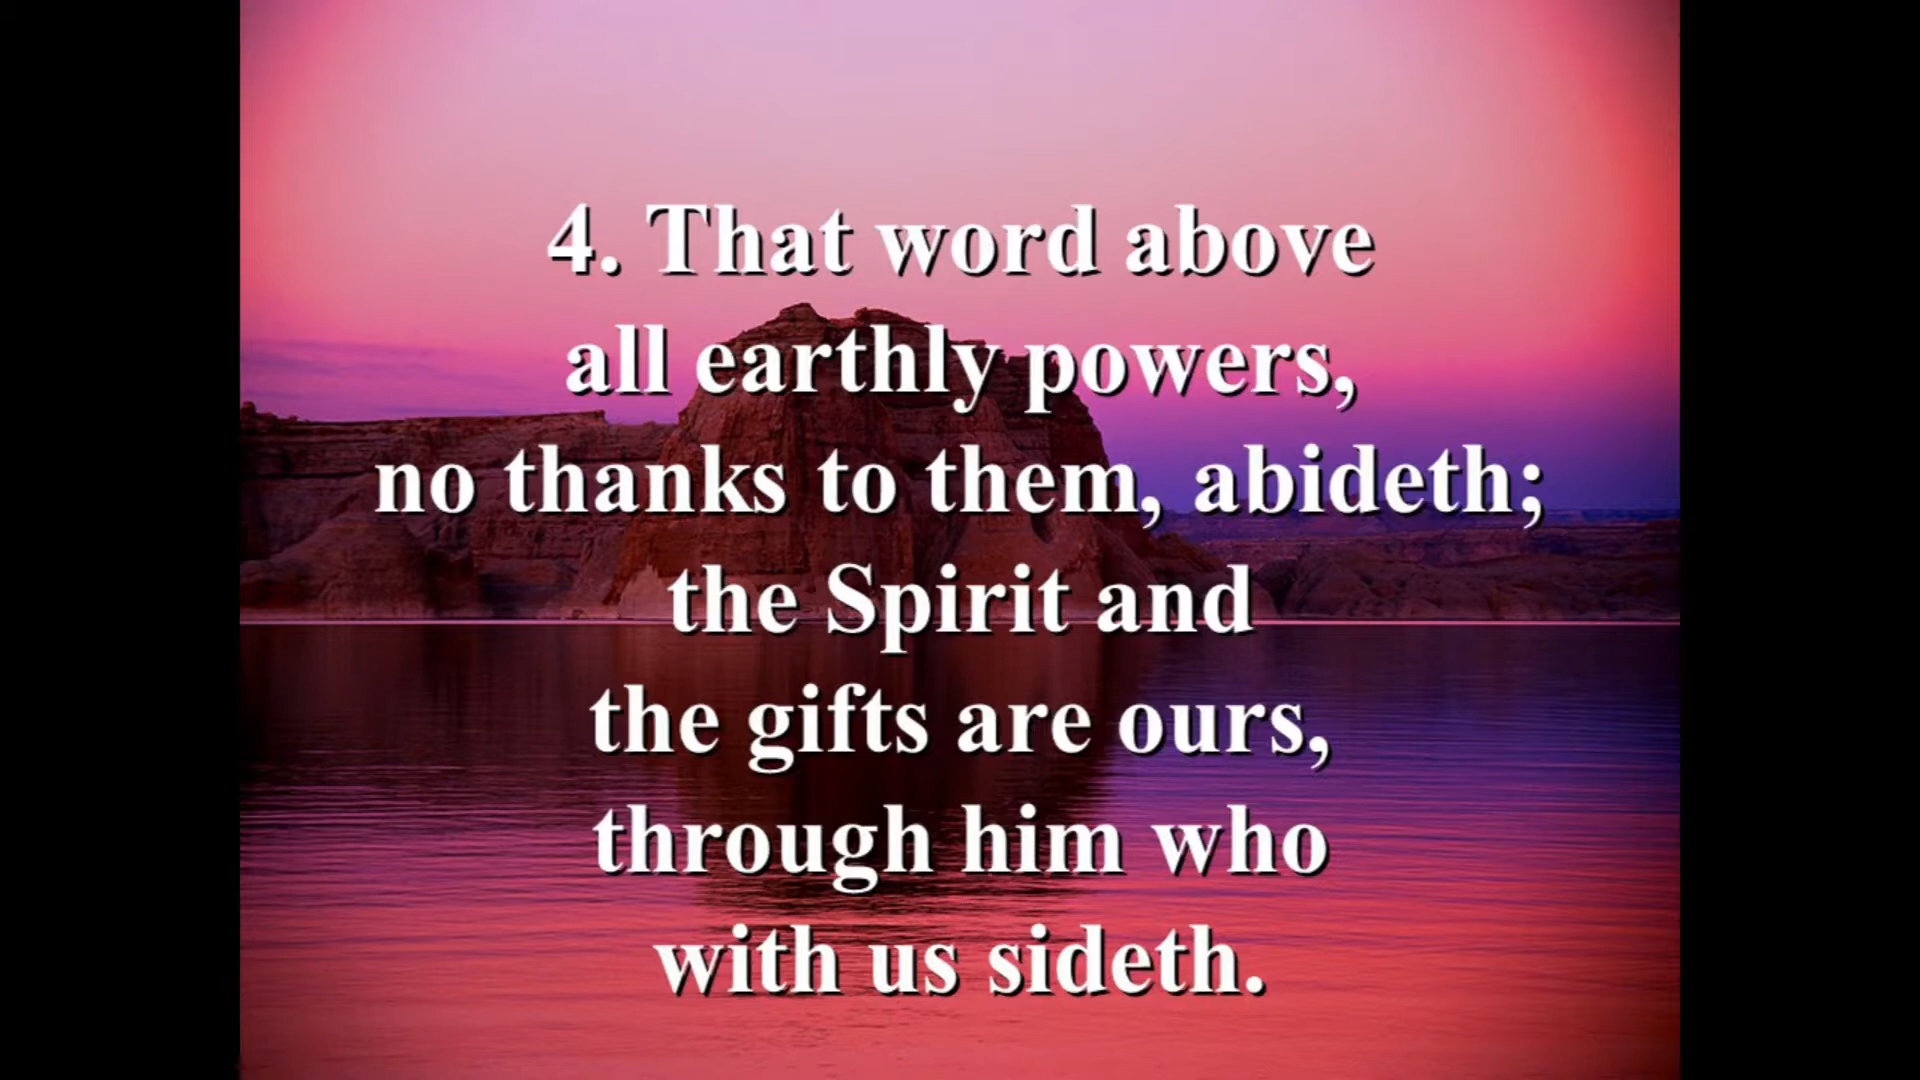 4. That word above
all earthly powers,
no thanks to them, abideth;
the Spirit and
the gifts are ours,
through him who
with us sideth.